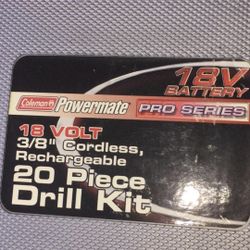 18V
BATTERY
Coleman Powermate PRO SERIES
18 VOLT
3/8" Cordless,
Rechargeable
20 Piece
Drill Kit